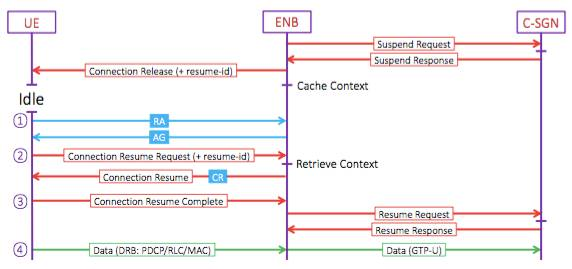 UE ENB C-SGN
Suspend Request
Suspend Response
Connection Release (+ resume-id)
Cache Context
Idle
1 RA
AG
2 Connection Resume Request (+ resume-id)
Retrieve Context
Connection Resume CR
3 Connection Resume Complete
Resume Request
Resume Response
4 Data (DRB: PDCP/RLC/MAC) Data (GTP-U)